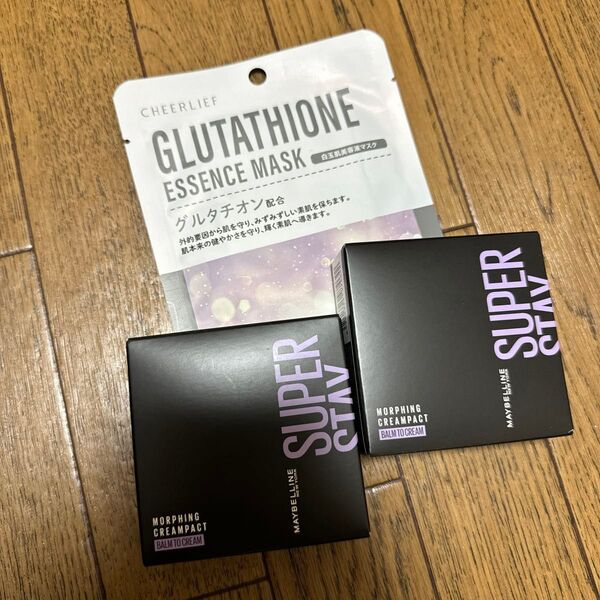 CHEERLIEF
GLUTATHIONE
ESSENCE MASK
白玉肌美容液マスク
グルタチオン配合
外的要因から肌を守り、みずみずしい素肌を保ちます。
肌本来の健やかさを守り、輝く素肌へ導きます。
SUPER
STAY
MAYBELLINE
NEW YORK
MORPHING
CREAMPACT
BALM TO CREAM
SUPER
STAY
MAYBELLINE
NEW YORK
MORPHING
CREAMPACT
BALM TO CREAM